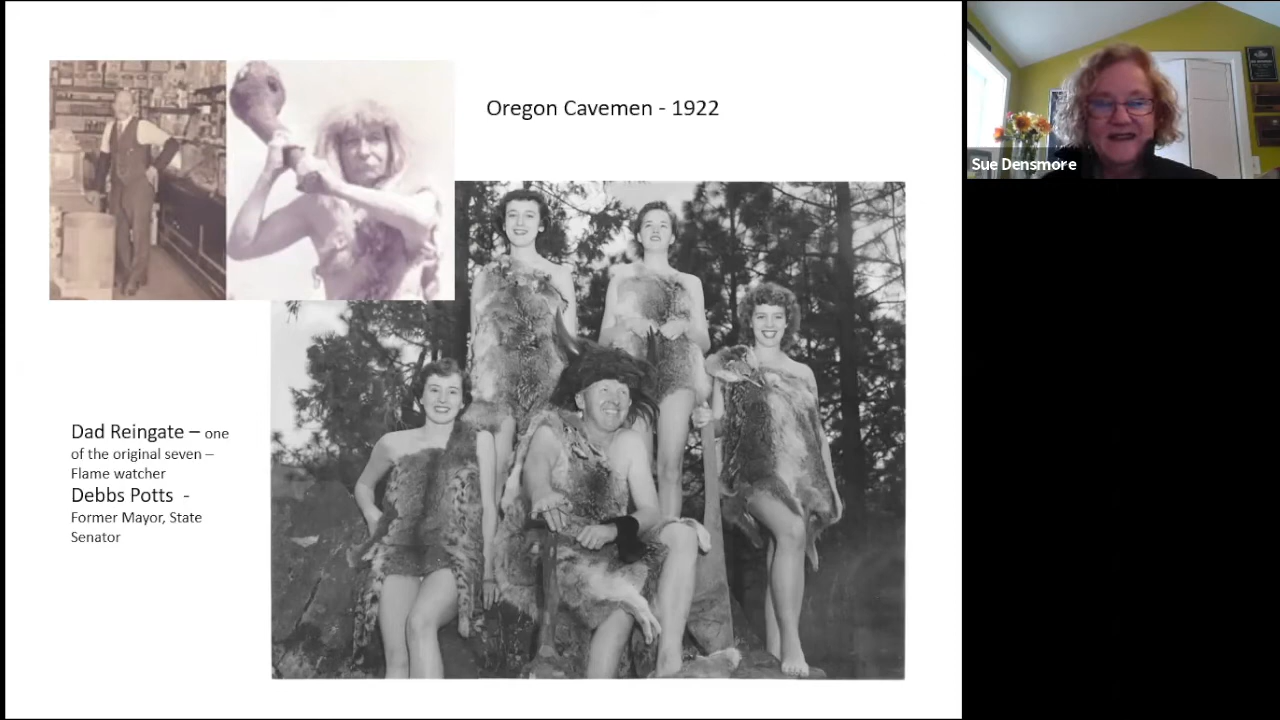 Oregon Cavemen - 1922
Sue Densmore
Dad Reingate – one
of the original seven –
Flame watcher
Debbs Potts -
Former Mayor, State
Senator